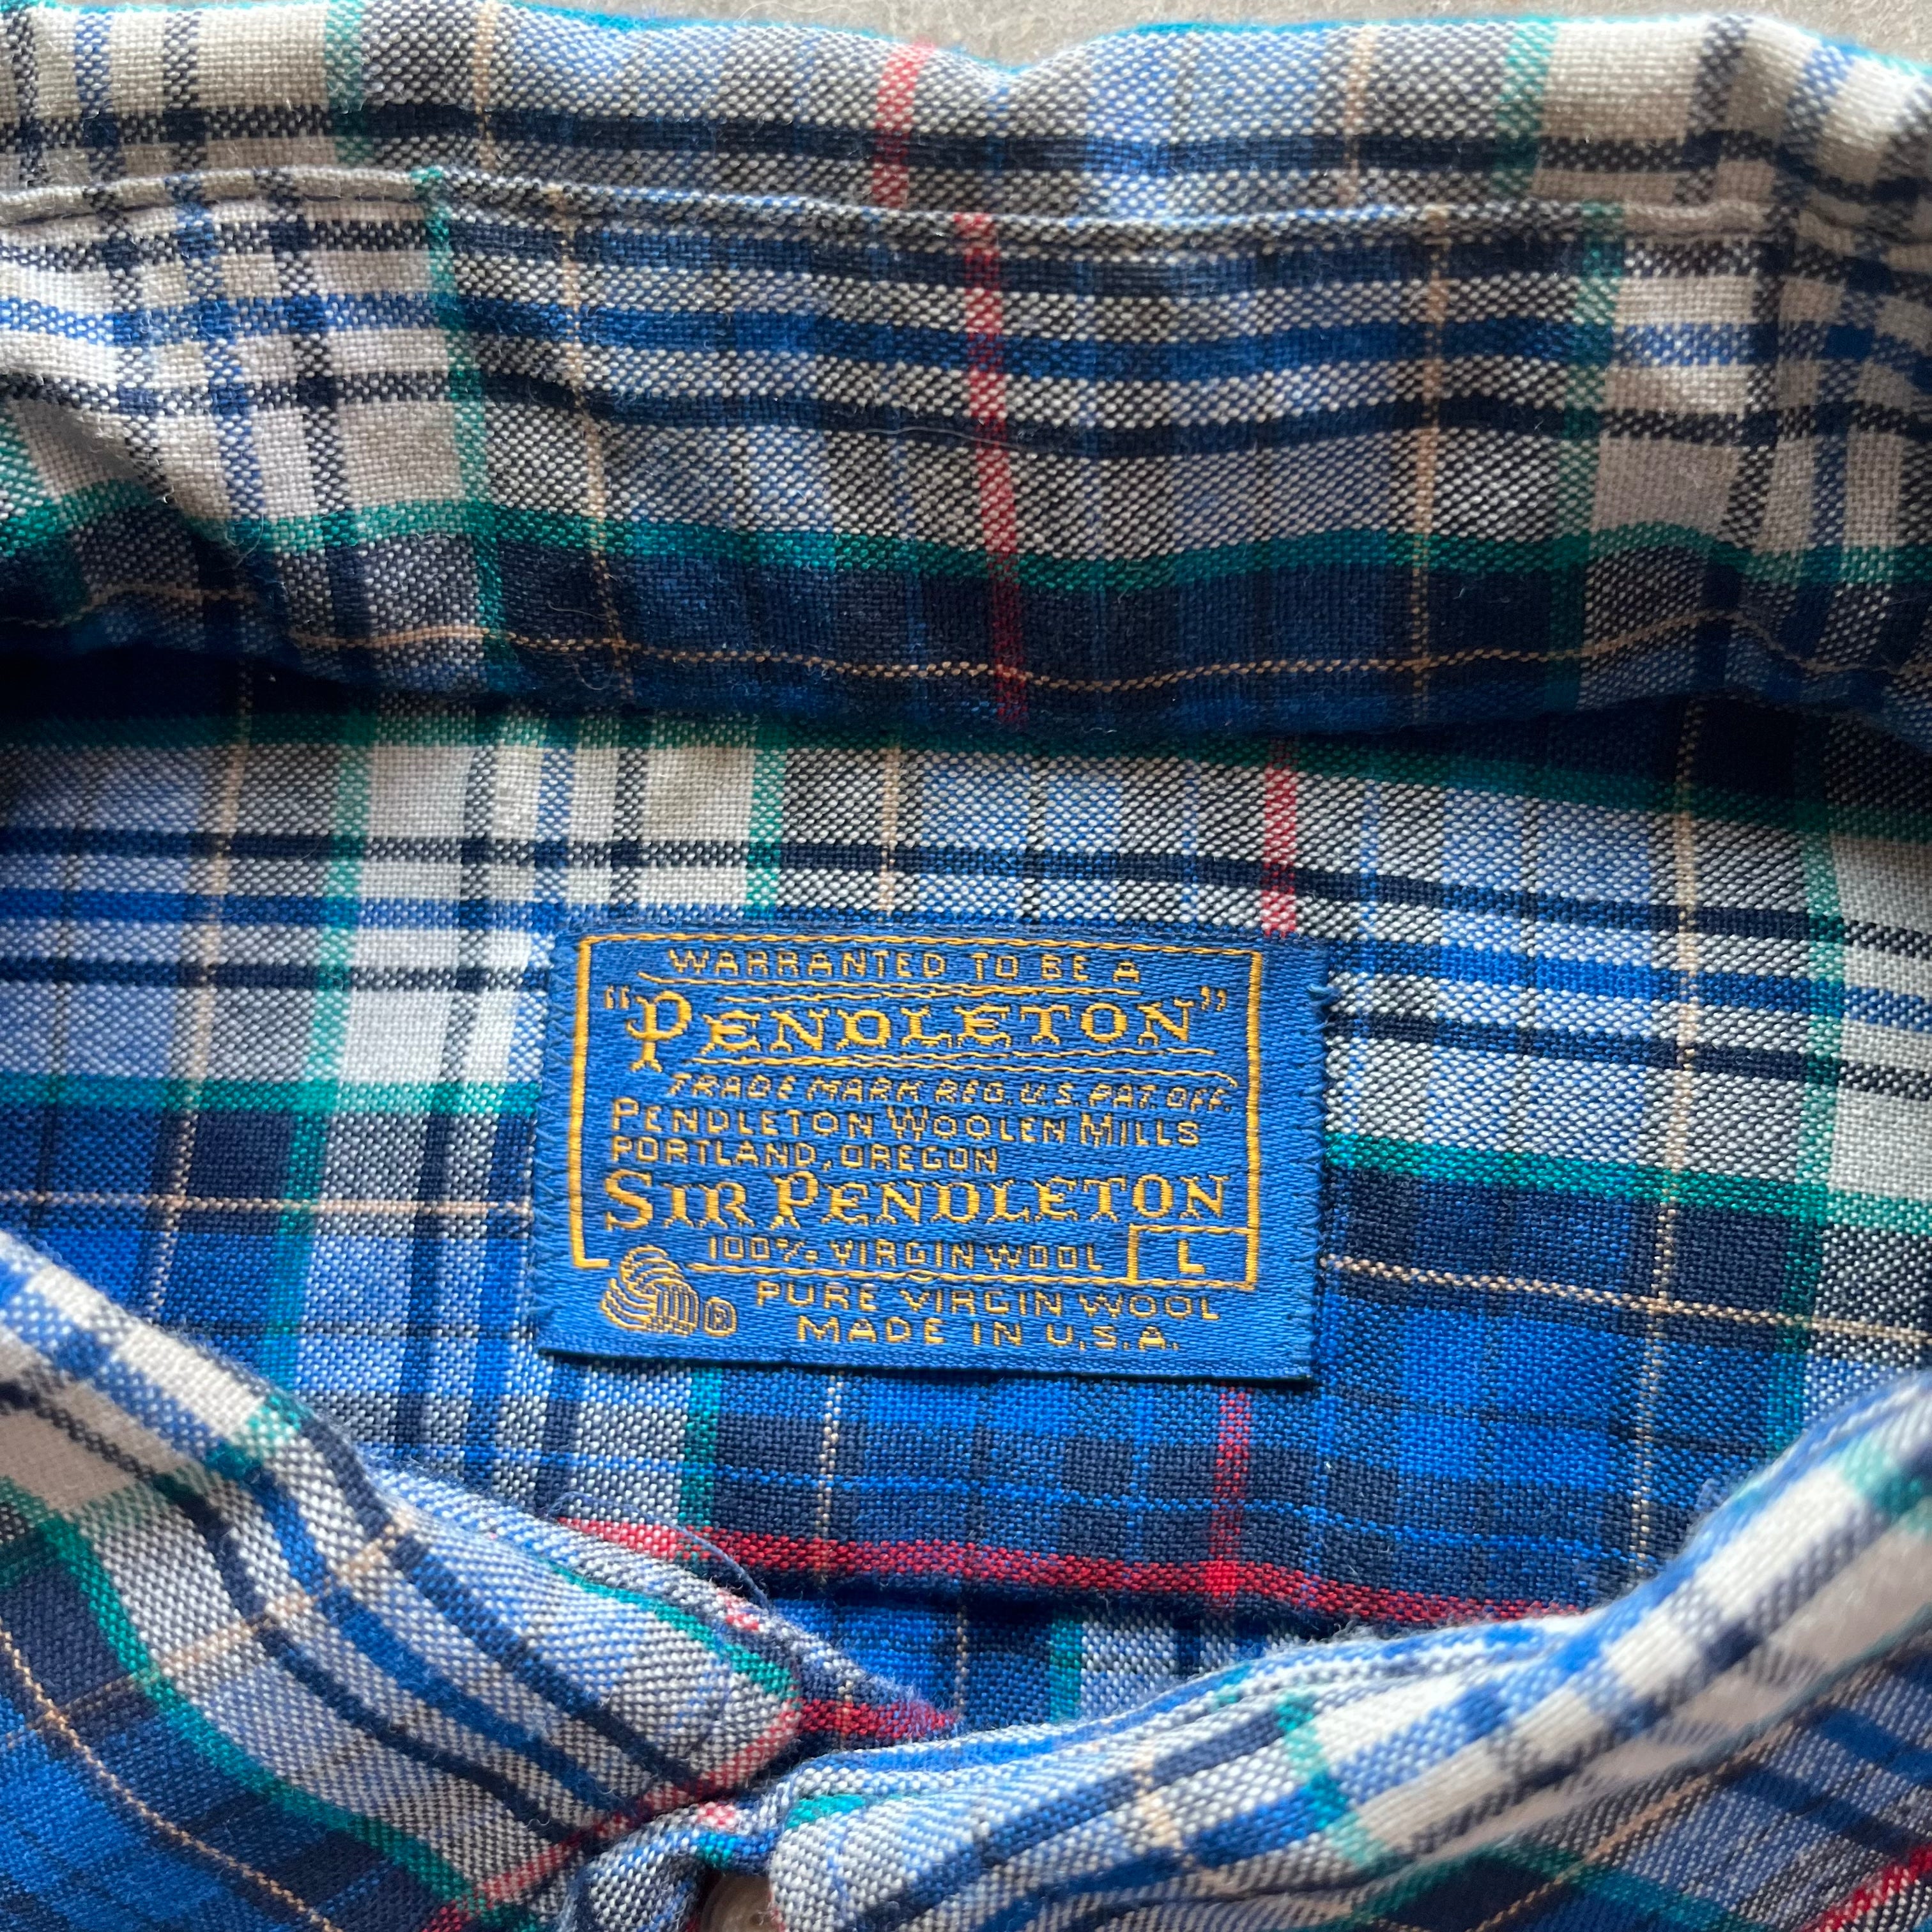 WARRANTED TO BE A
"PENDLETON"
TRADE MARK REG. U.S. PAT. OFF.
PENDLETON WOOLEN MILLS
PORTLAND, OREGON
SIR PENDLETON
100% VIRGIN WOOL L
® PURE VIRGIN WOOL
MADE IN U.S.A.